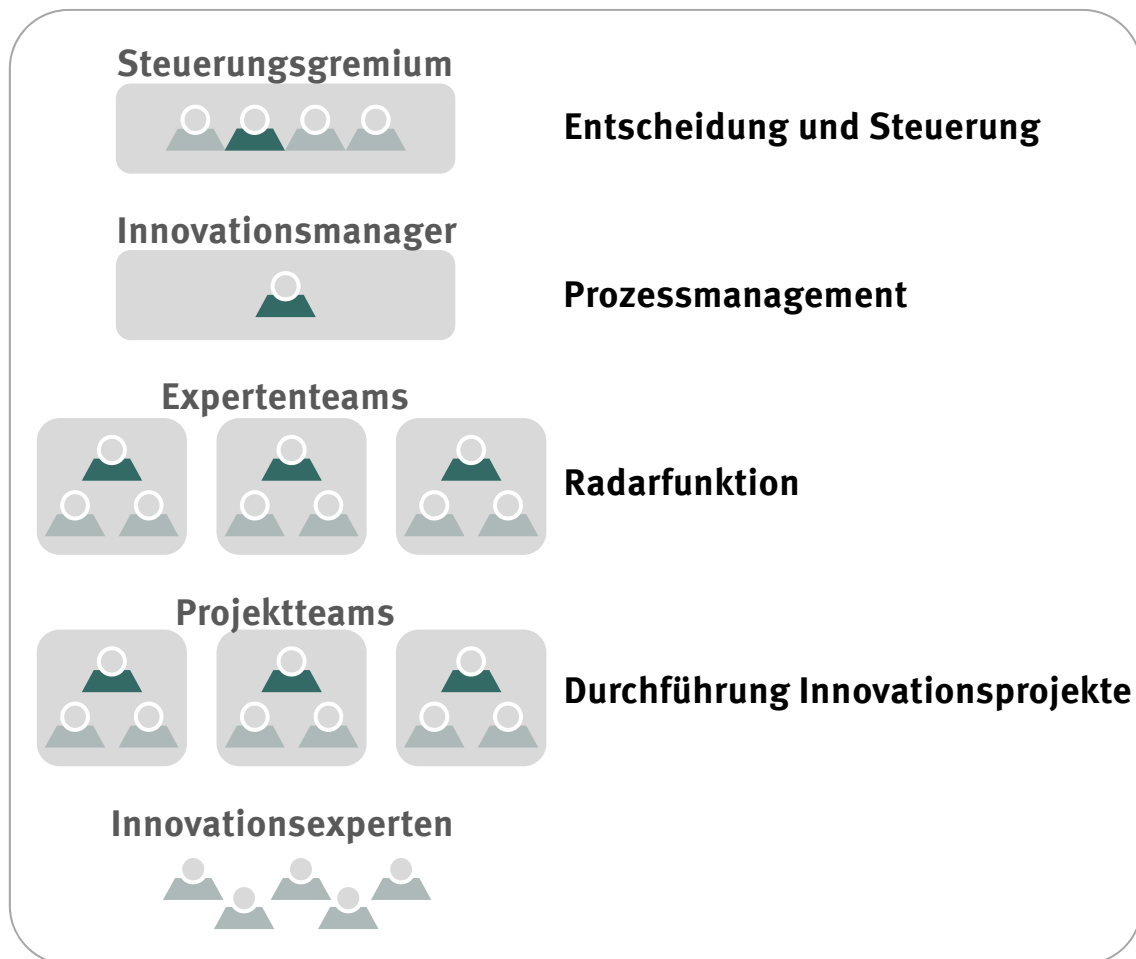 Steuerungsgremium
Entscheidung und Steuerung
Innovationsmanager
Prozessmanagement
Expertenteams
Radarfunktion
Projektteams
Durchführung Innovationsprojekte
Innovationsexperten